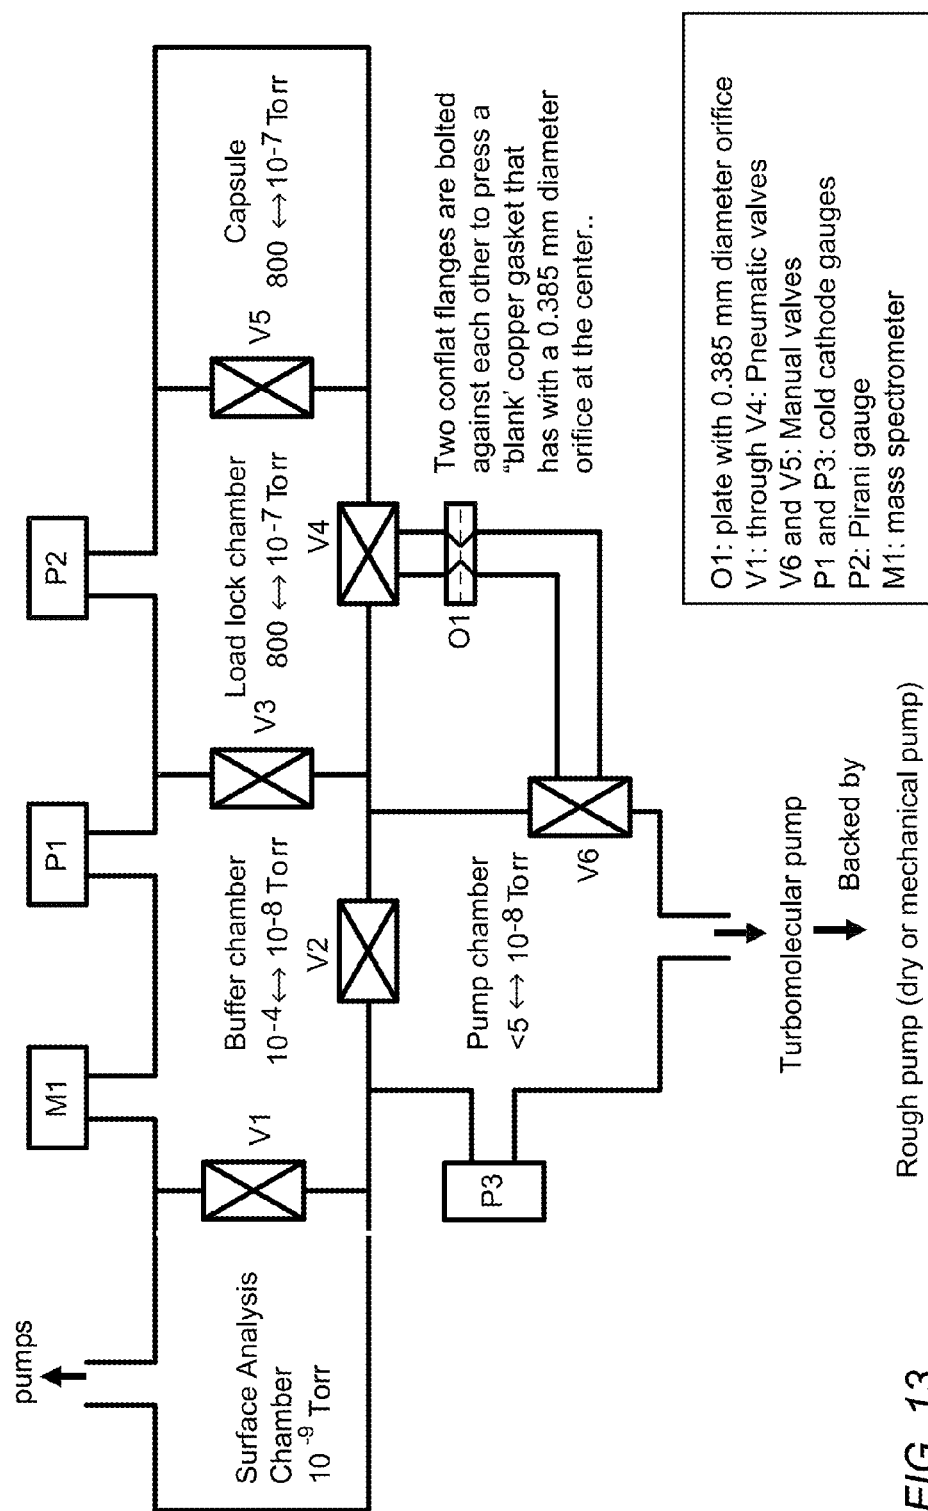 pumps
M1
P1
P2
Surface Analysis
Chamber
10 -9 Torr
V1
Buffer chamber
10-4 ↔ 10-8 Torr
V2
V3
Load lock chamber
800 ↔ 10-7 Torr
V4
V5
Capsule
800 ↔ 10-7 Torr
P3
Pump chamber
<5 ↔ 10-8 Torr
V6
O1
Two conflat flanges are bolted
against each other to press a
“blank’ copper gasket that
has with a 0.385 mm diameter
orifice at the center..
Turbomolecular pump
Backed by
Rough pump (dry or mechanical pump)
O1: plate with 0.385 mm diameter orifice
V1: through V4: Pneumatic valves
V6 and V5: Manual valves
P1 and P3: cold cathode gauges
P2: Pirani gauge
M1: mass spectrometer
FIG. 13